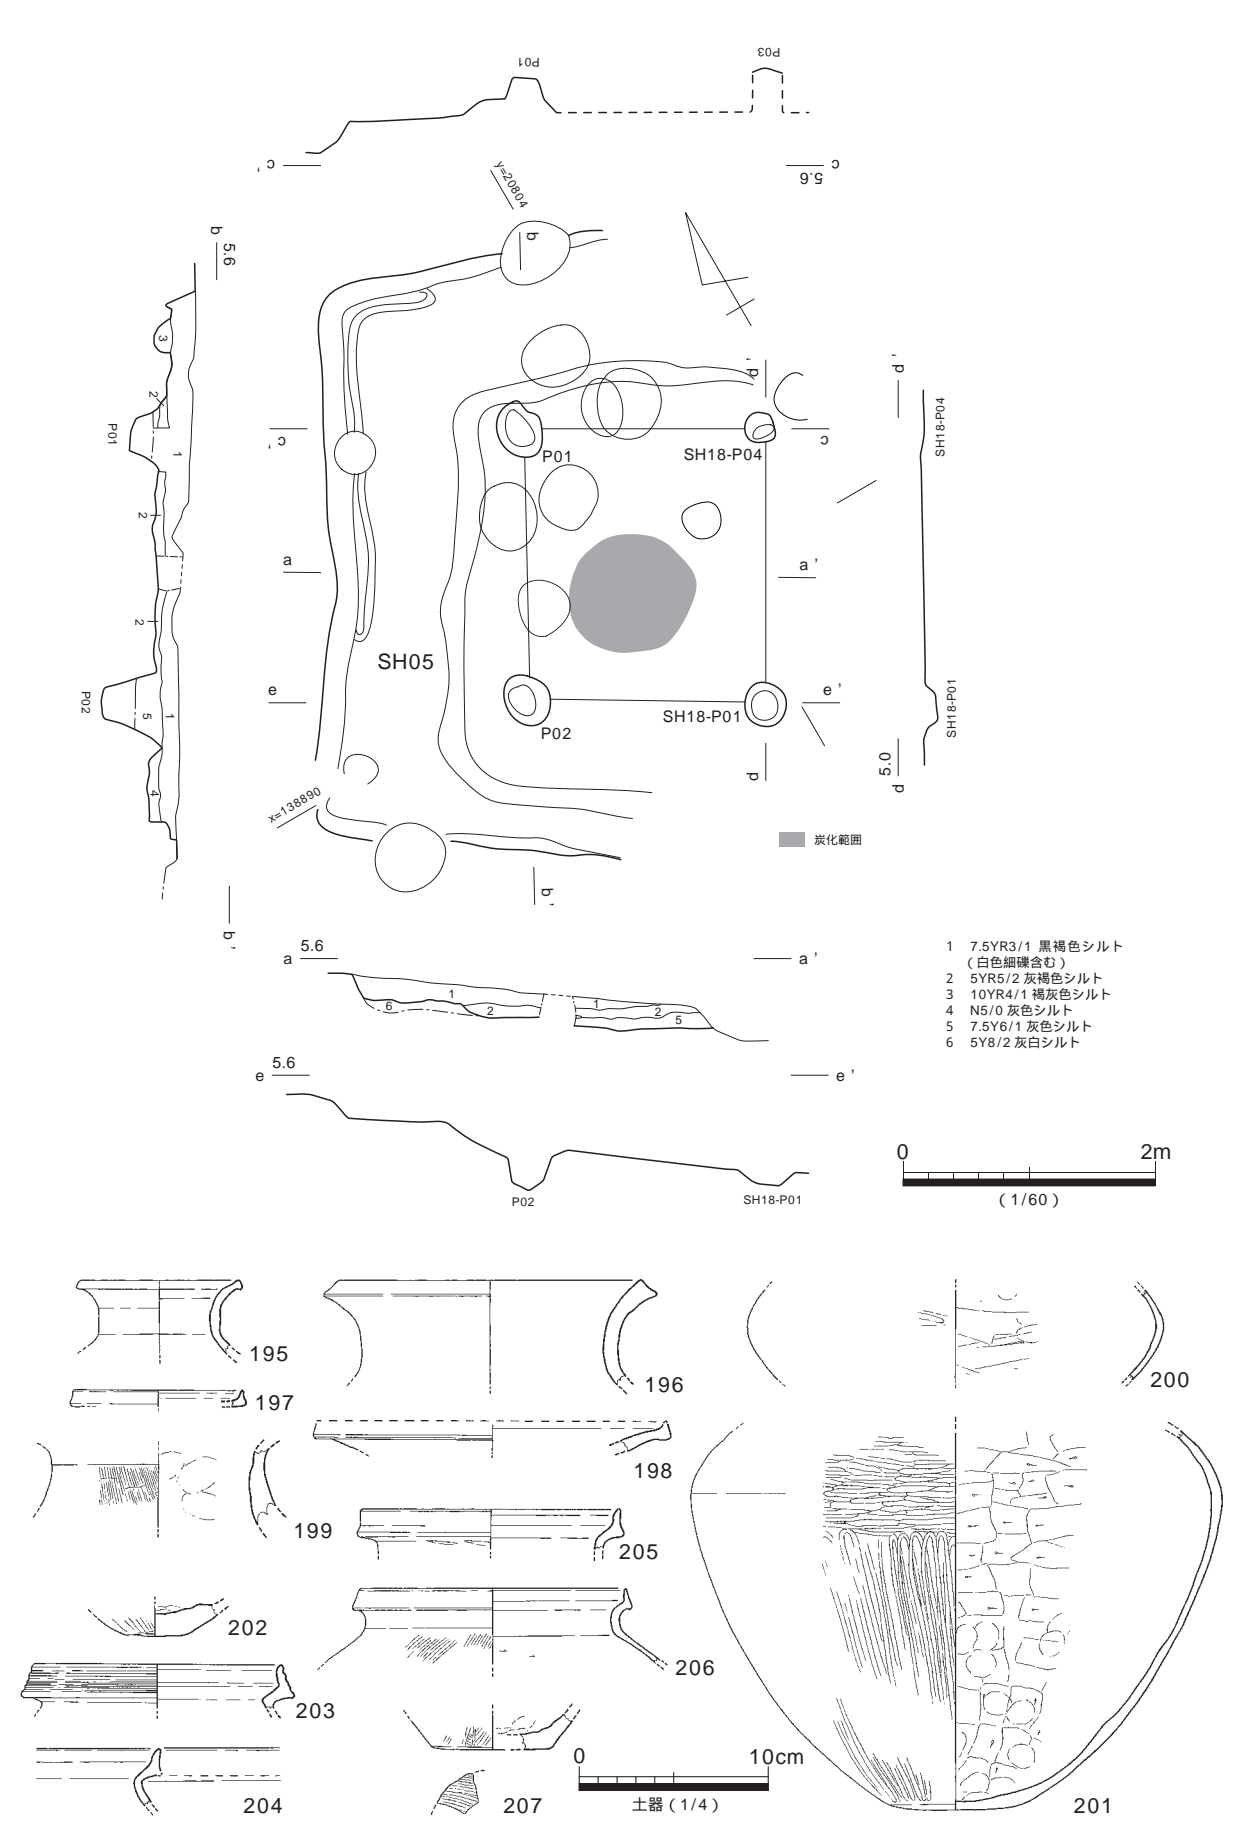 P01
P03
c'
c
5.6
y=20804
b
5.6
b
3
2
P01
1
2
2
P02
5
1
4
b'
d'
c'
c
P01
SH18-P04
a
a'
SH05
e
e'
P02
SH18-P01
d
x=138890
b'
d'
SH18-P04
SH18-P01
5.0
d
炭化範囲
a
5.6
a'
1
6
2
1
2
5
e
5.6
e'
P02
SH18-P01
1 7.5YR3/1 黒褐色シルト
（白色細礫含む）
2 5YR5/2 灰褐色シルト
3 10YR4/1 褐灰色シルト
4 N5/0 灰色シルト
5 7.5Y6/1 灰色シルト
6 5Y8/2 灰白シルト
0 2m
（1/60）
195
196
200
197
198
199
205
202
206
203
207
204
201
0 10cm
土器（1/4）